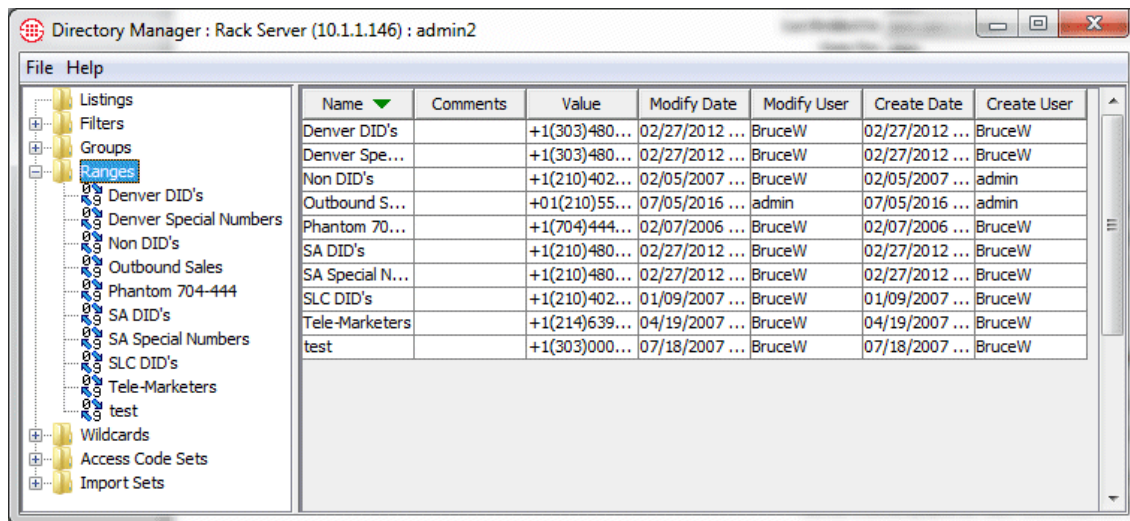 Directory Manager : Rack Server (10.1.1.146) : admin2
File Help
Listings
Filters
Groups
Ranges
Denver DID's
Denver Special Numbers
Non DID's
Outbound Sales
Phantom 704-444
SA DID's
SA Special Numbers
SLC DID's
Tele-Marketers
test
Wildcards
Access Code Sets
Import Sets
Name Comments Value Modify Date Modify User Create Date Create User
Denver DID's +1(303)480... 02/27/2012 ... BruceW 02/27/2012 ... BruceW
Denver Spe... +1(303)480... 02/27/2012 ... BruceW 02/27/2012 ... BruceW
Non DID's +1(210)402... 02/05/2007 ... BruceW 02/05/2007 ... admin
Outbound S... +01(210)55... 07/05/2016 ... admin 07/05/2016 ... admin
Phantom 70... +1(704)444... 02/07/2006 ... BruceW 02/07/2006 ... BruceW
SA DID's +1(210)480... 02/27/2012 ... BruceW 02/27/2012 ... BruceW
SA Special N... +1(210)480... 02/27/2012 ... BruceW 02/27/2012 ... BruceW
SLC DID's +1(210)402... 01/09/2007 ... BruceW 01/09/2007 ... BruceW
Tele-Marketers +1(214)639... 04/19/2007 ... BruceW 04/19/2007 ... BruceW
test +1(303)000... 07/18/2007 ... BruceW 07/18/2007 ... BruceW